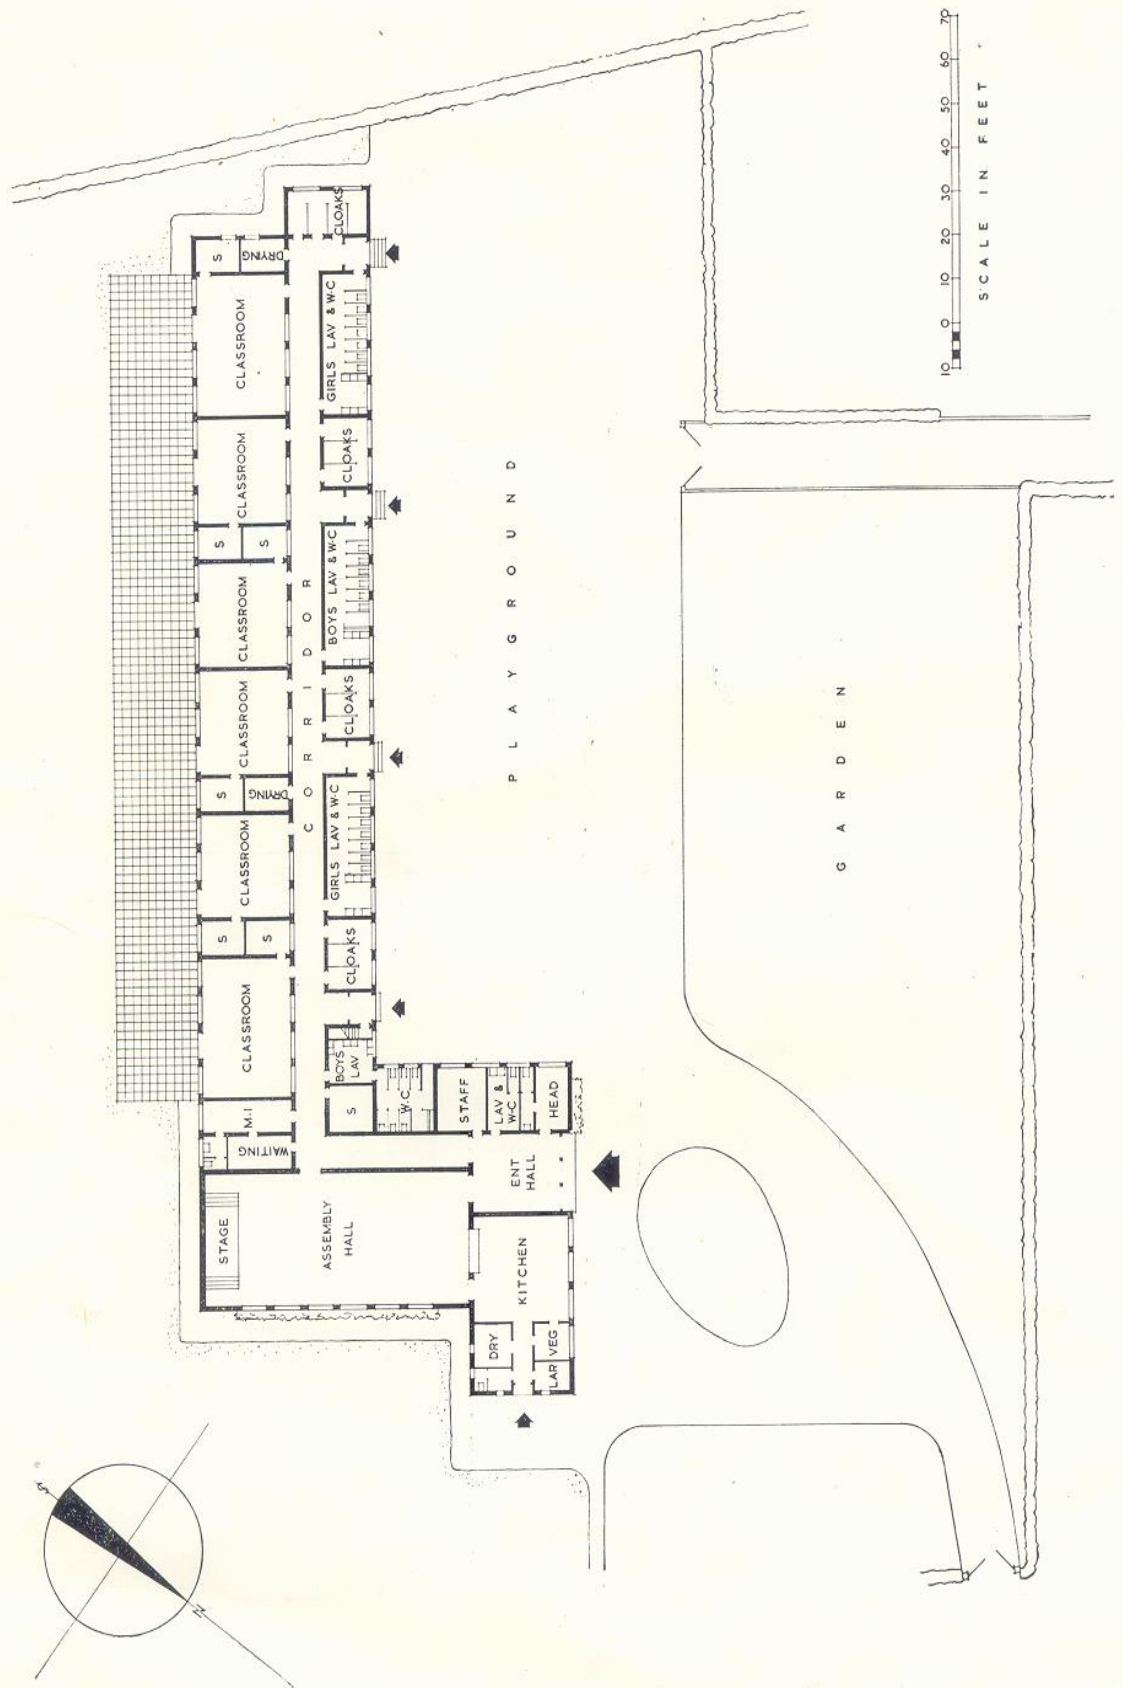 70
60
50
40
30
20
10
0
10
SCALE IN FEET
CLOAKS
S
DRYING
CLASSROOM
GIRLS LAV & W·C
CLASSROOM
CLOAKS
S
S
BOYS LAV & W·C
CLASSROOM
CORRIDOR
CLASSROOM
CLOAKS
S
DRYING
GIRLS LAV & W·C
CLASSROOM
S
S
CLOAKS
CLASSROOM
BOYS
LAV
S
W·C
STAFF
LAV &
W·C
HEAD
M·I
WAITING
ENT
HALL
STAGE
ASSEMBLY
HALL
KITCHEN
DRY
VEG
LAR
PLAYGROUND
GARDEN
S
N